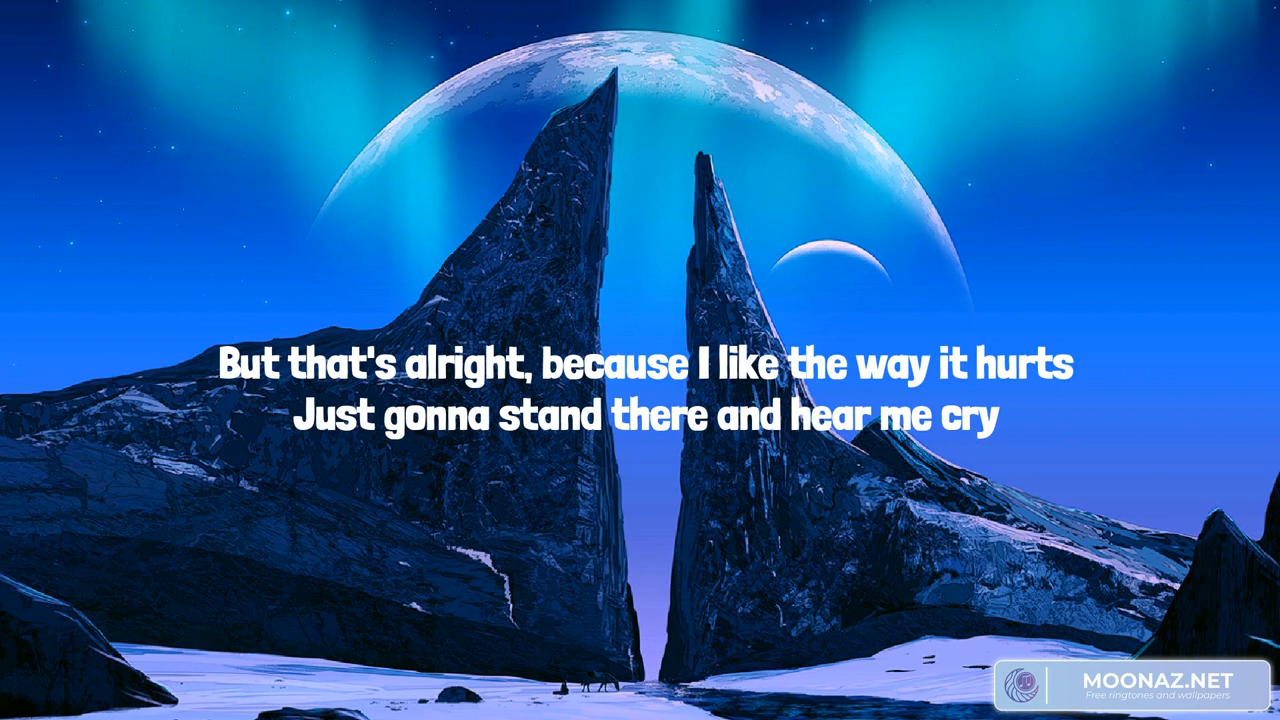 But that's alright, because I like the way it hurts
Just gonna stand there and hear me cry
MOONAZ.NET
Free ringtones and wallpapers